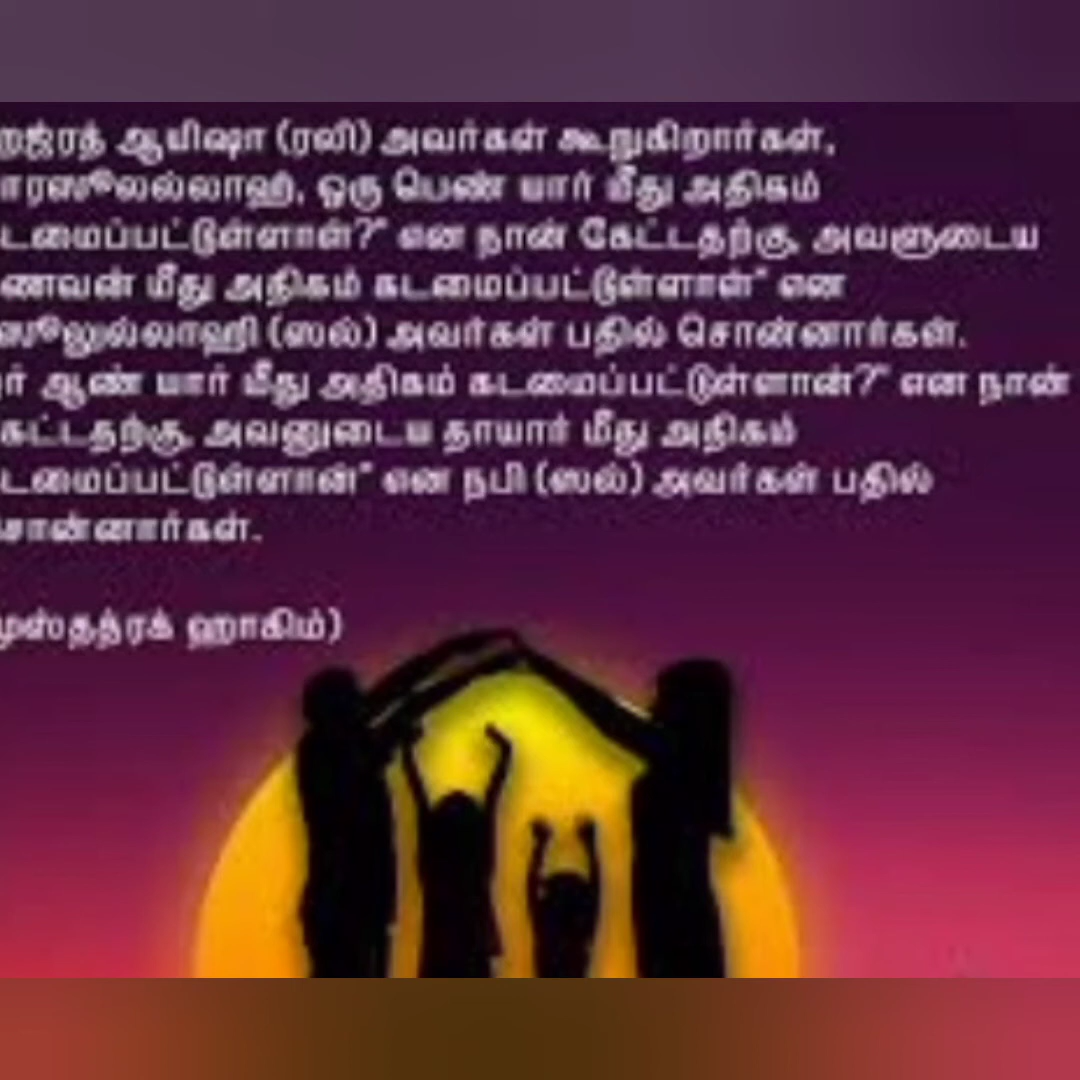 றஜ்ரத் ஆயிஷா (ரலி) அவர்கள் கூறுகிறார்கள்,
ாரஸூலல்லாஹ், ஒரு பெண் யார் மீது அதிகம்
டமைப்பட்டுள்ளாள்?" என நான் கேட்டதற்கு, அவளுடைய
ணவன் மீது அதிகம் கடமைப்பட்டுள்ளாள்" என
ஸூலுல்லாஹி (ஸல்) அவர்கள் பதில் சொன்னார்கள்.
ர் ஆண் யார் மீது அதிகம் கடமைப்பட்டுள்ளான்?" என நான்
கட்டதற்கு, அவனுடைய தாயார் மீது அதிகம்
டமைப்பட்டுள்ளான்" என நபி (ஸல்) அவர்கள் பதில்
சொன்னார்கள்.
முஸ்தத்ரக் ஹாகிம்)